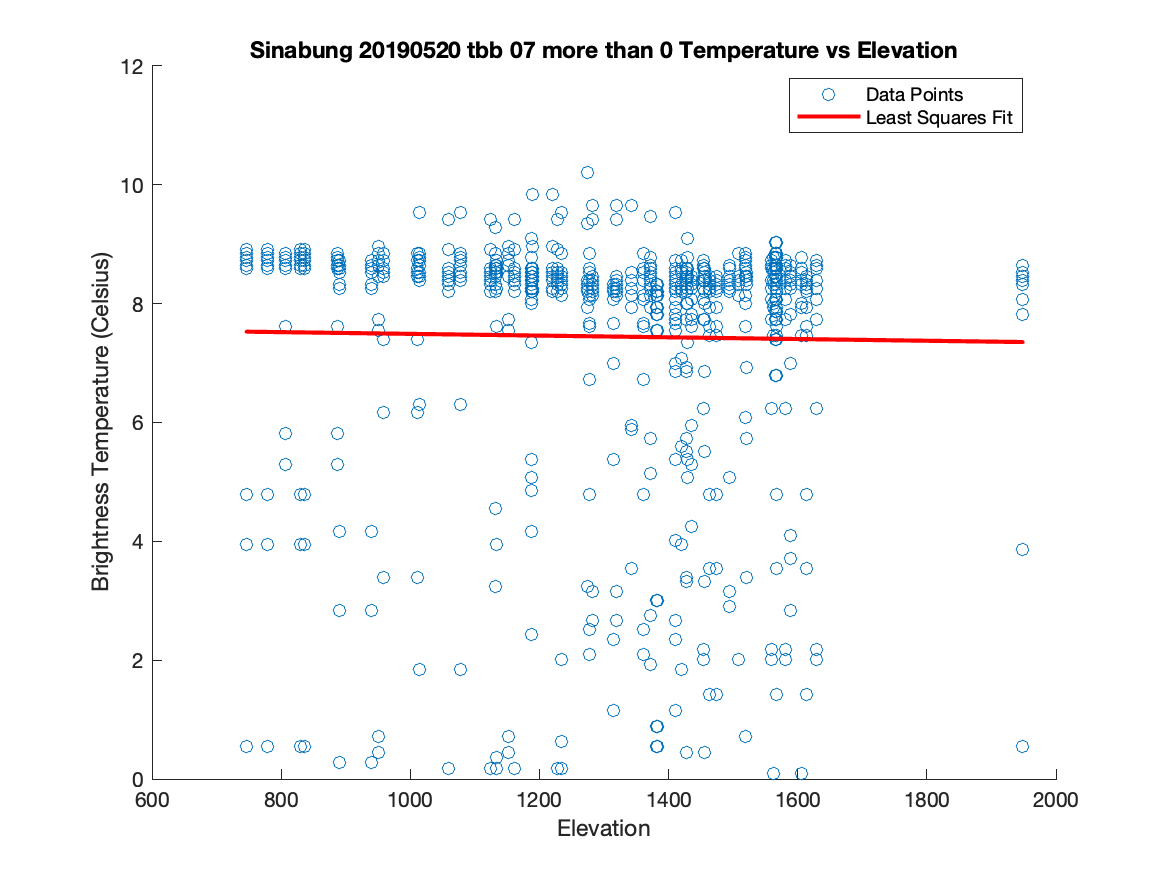 Sinabung 20190520 tbb 07 more than 0 Temperature vs Elevation
12
Data Points
Least Squares Fit
10
8
6
4
2
0
Brightness Temperature (Celsius)
600 800 1000 1200 1400 1600 1800 2000
Elevation